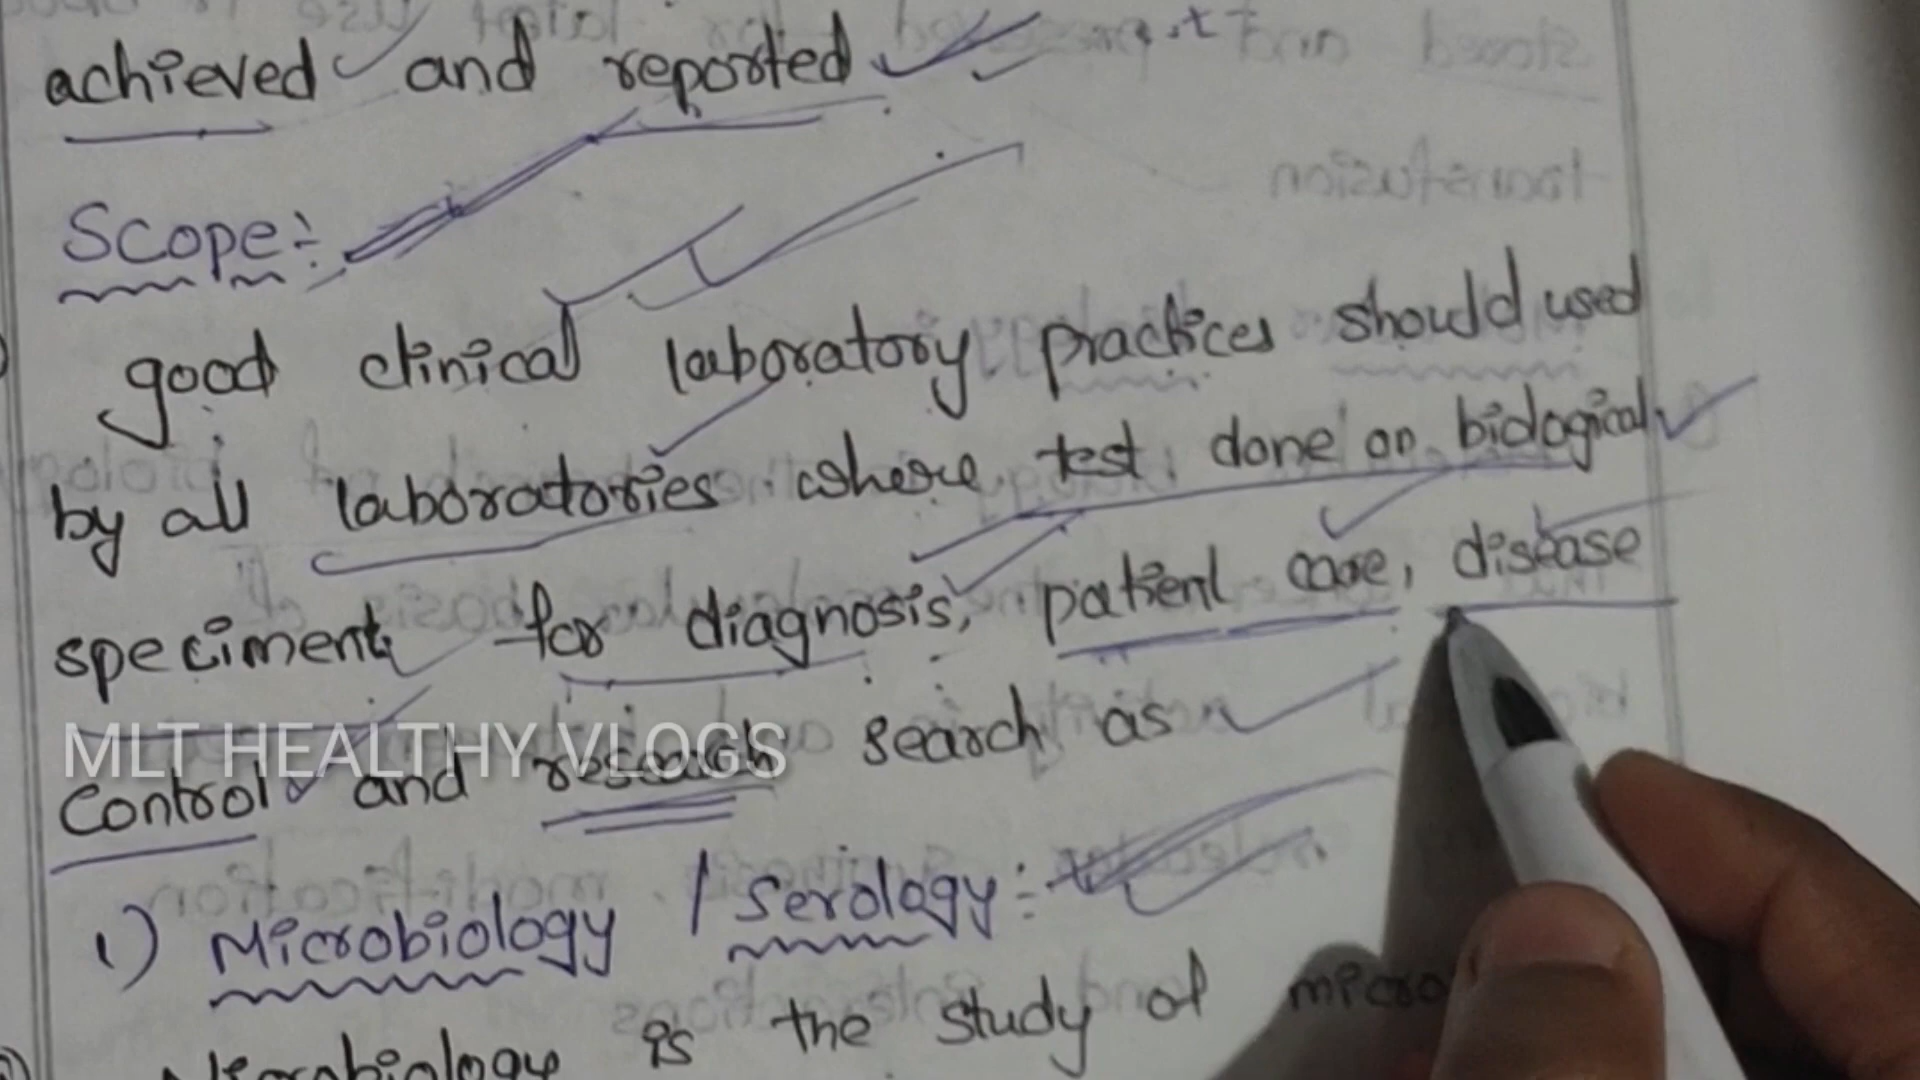 achieved and reported
Scope:-
good clinical laboratory practices should used
by all laboratories where test done on biological
speciment for diagnosis, patient care, disease
MLT HEALTHY VLOGS
control and research search as
1) Microbiology / Serology:-
Microbiology is the study of micro